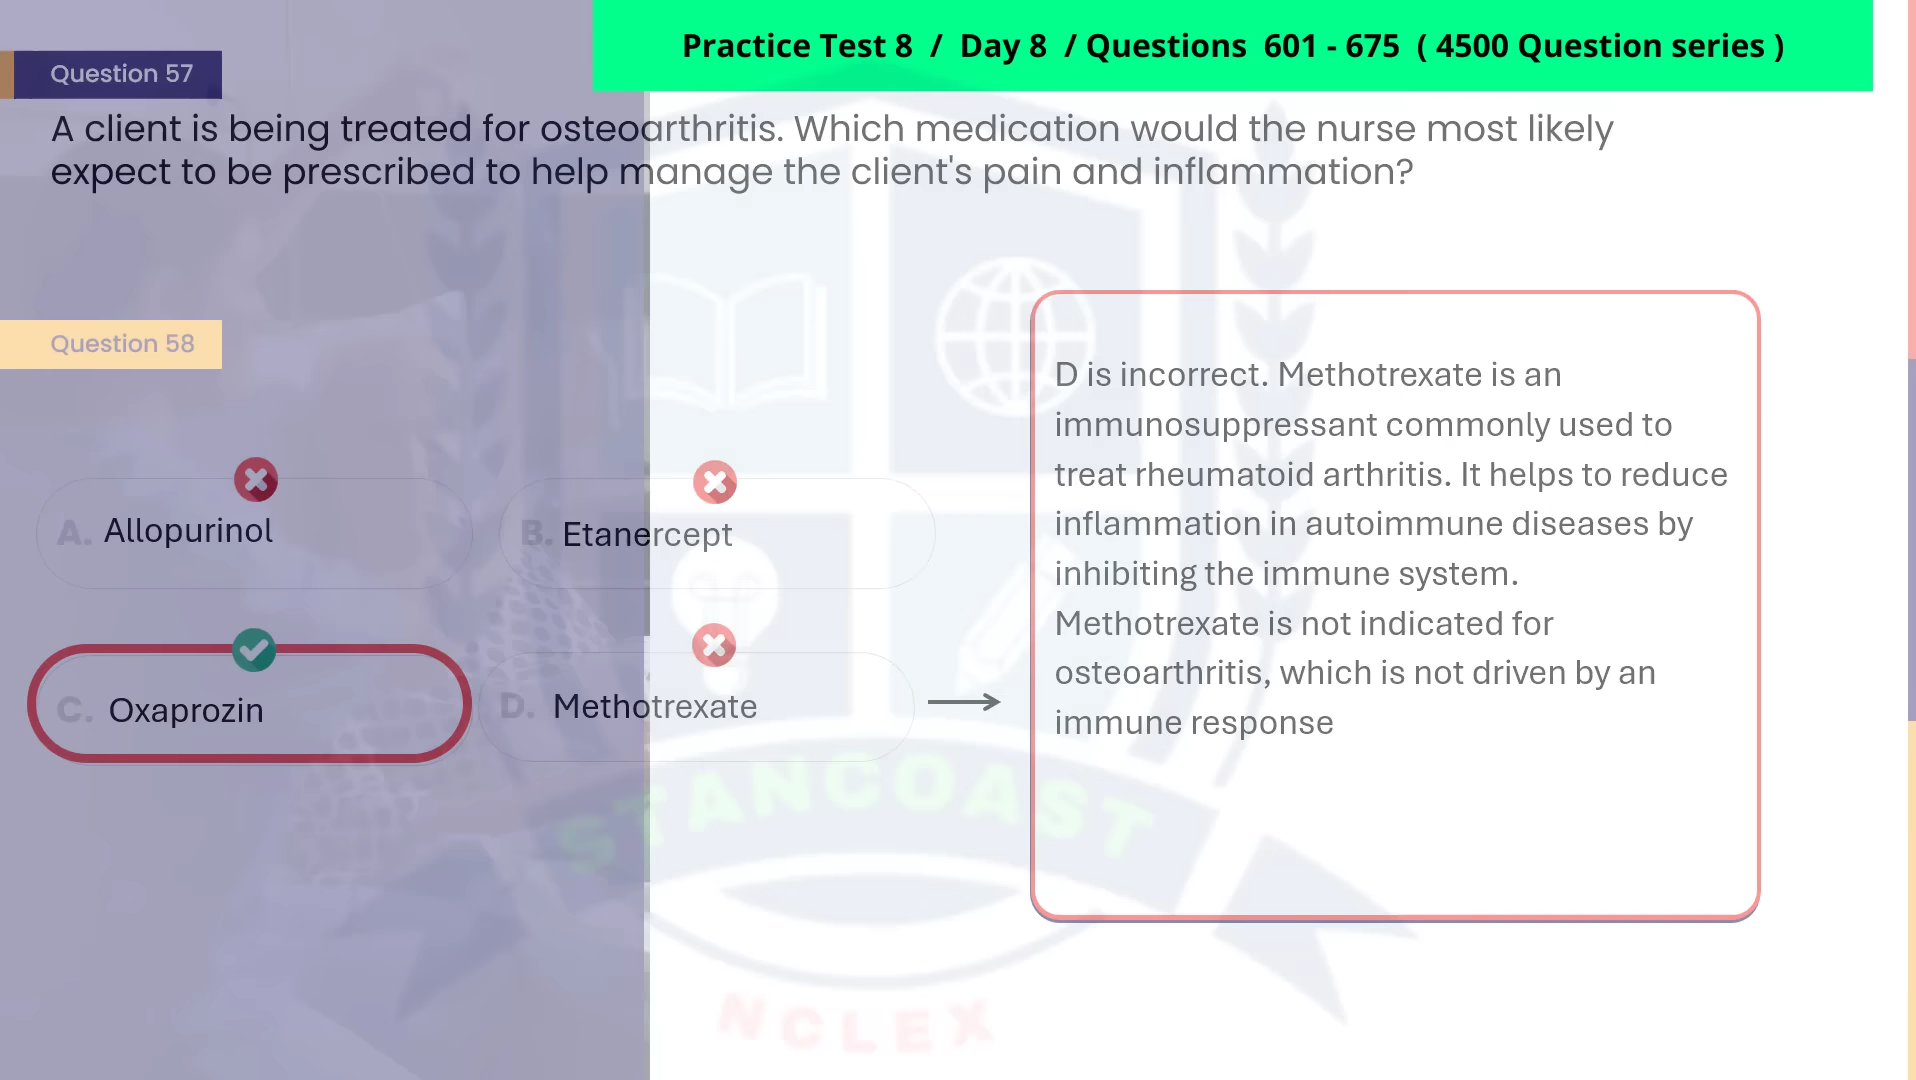 Practice Test 8 / Day 8 / Questions 601 - 675 ( 4500 Question series )
Question 57
A client is being treated for osteoarthritis. Which medication would the nurse most likely
expect to be prescribed to help manage the client's pain and inflammation?
Question 58
A. Allopurinol
B. Etanercept
C. Oxaprozin
D. Methotrexate
D is incorrect. Methotrexate is an
immunosuppressant commonly used to
treat rheumatoid arthritis. It helps to reduce
inflammation in autoimmune diseases by
inhibiting the immune system.
Methotrexate is not indicated for
osteoarthritis, which is not driven by an
immune response
STANCOAST
NCLEX